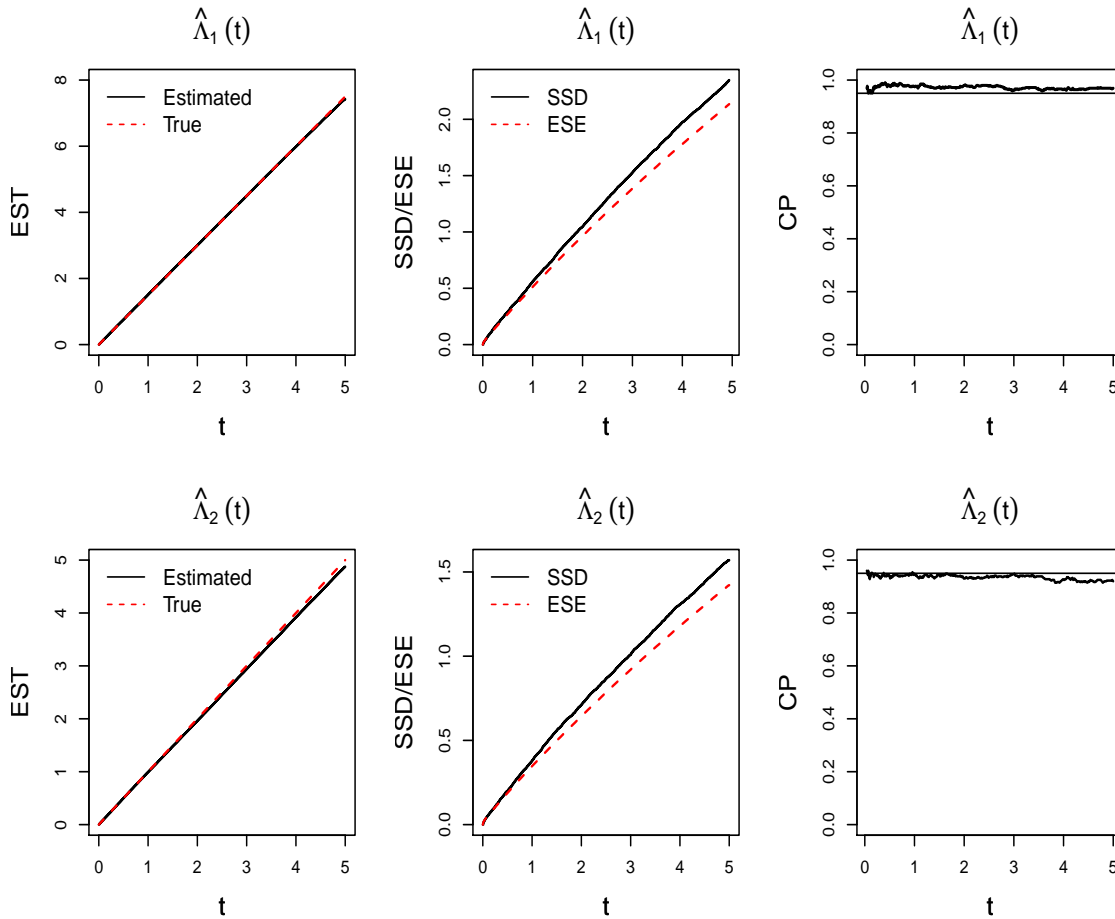 Λ̂₁ (t)
EST
8
6
4
2
0
Estimated
True
0 1 2 3 4 5
t
Λ̂₁ (t)
SSD/ESE
2.0
1.5
1.0
0.5
0.0
SSD
ESE
0 1 2 3 4 5
t
Λ̂₁ (t)
CP
1.0
0.8
0.6
0.4
0.2
0.0
0 1 2 3 4 5
t
Λ̂₂ (t)
EST
5
4
3
2
1
0
Estimated
True
0 1 2 3 4 5
t
Λ̂₂ (t)
SSD/ESE
1.5
1.0
0.5
0.0
SSD
ESE
0 1 2 3 4 5
t
Λ̂₂ (t)
CP
1.0
0.8
0.6
0.4
0.2
0.0
0 1 2 3 4 5
t